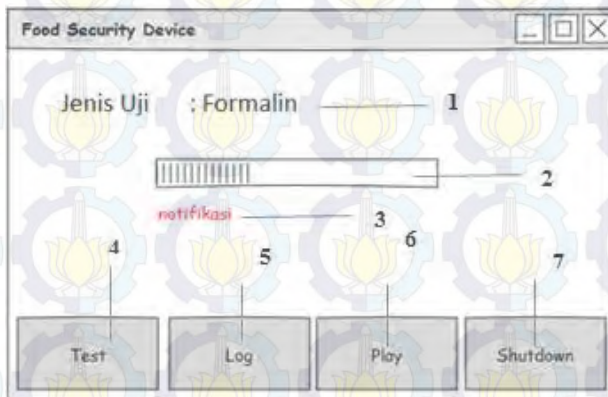 Food Security Device
Jenis Uji : Formalin 1
2
notifikasi 3
4 5 6 7
Test Log Play Shutdown